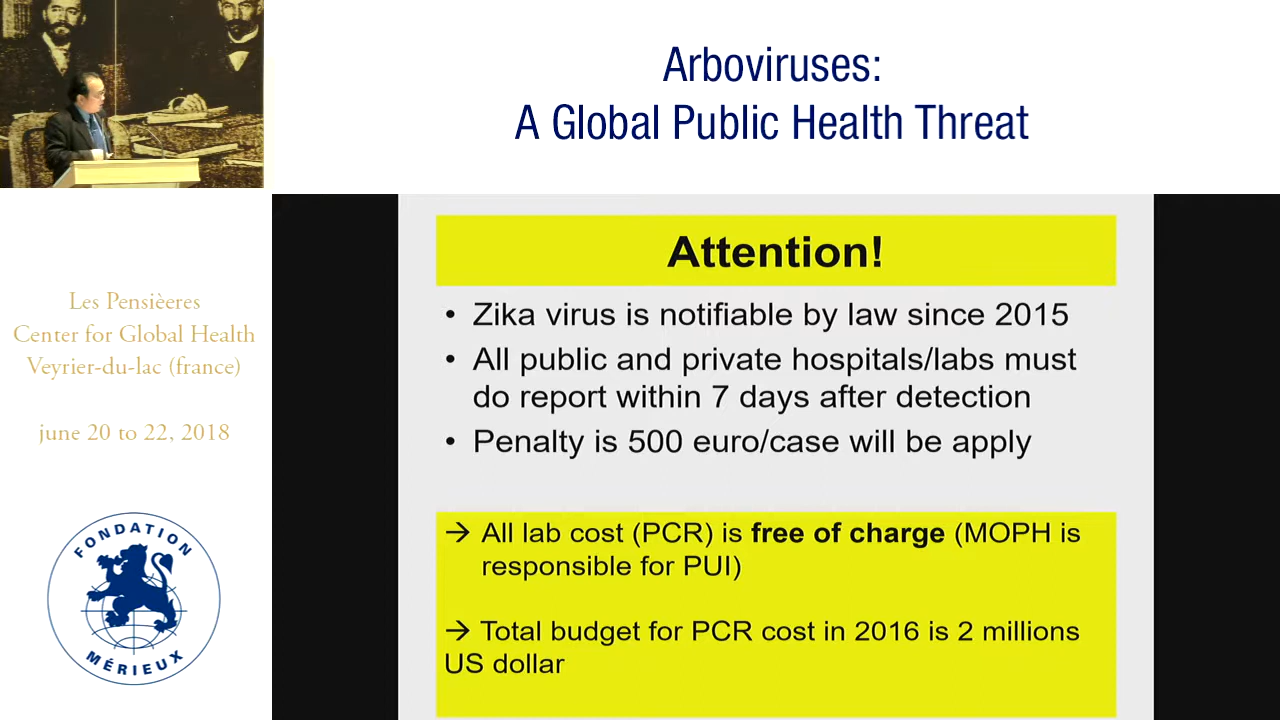 Arboviruses:
A Global Public Health Threat
Les Pensièeres
Center for Global Health
Veyrier-du-lac (france)
june 20 to 22, 2018
FONDATION
MÉRIEUX
Attention!
• Zika virus is notifiable by law since 2015
• All public and private hospitals/labs must
do report within 7 days after detection
• Penalty is 500 euro/case will be apply
→ All lab cost (PCR) is free of charge (MOPH is
responsible for PUI)
→ Total budget for PCR cost in 2016 is 2 millions
US dollar